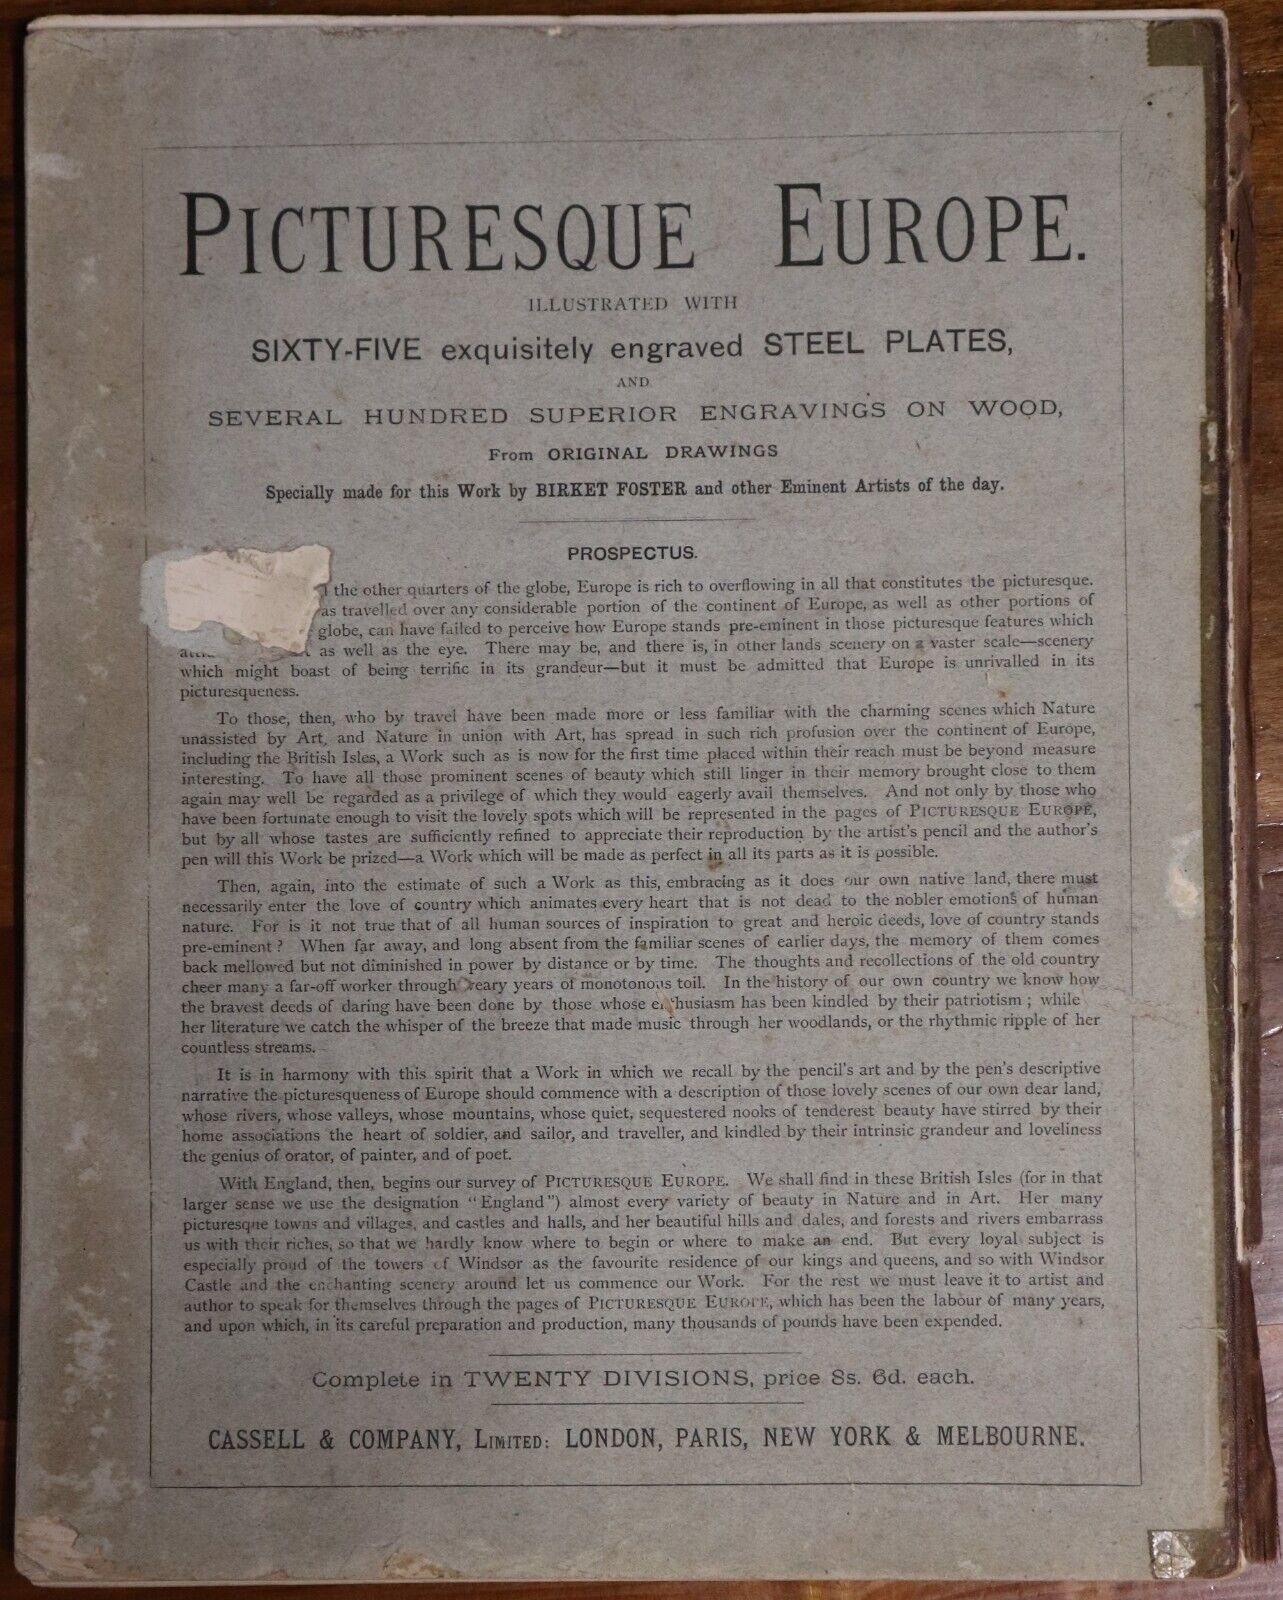 PICTURESQUE EUROPE.
ILLUSTRATED WITH
SIXTY-FIVE exquisitely engraved STEEL PLATES,
AND
SEVERAL HUNDRED SUPERIOR ENGRAVINGS ON WOOD,
From ORIGINAL DRAWINGS
Specially made for this Work by BIRKET FOSTER and other Eminent Artists of the day.
PROSPECTUS.
the other quarters of the globe, Europe is rich to overflowing in all that constitutes the picturesque.
travelled over any considerable portion of the continent of Europe, as well as other portions of
globe, can have failed to perceive how Europe stands pre-eminent in those picturesque features which
as well as the eye. There may be, and there is, in other lands scenery on a vaster scale—scenery
which might boast of being terrific in its grandeur—but it must be admitted that Europe is unrivalled in its
picturesqueness.
To those, then, who by travel have been made more or less familiar with the charming scenes which Nature
unassisted by Art, and Nature in union with Art, has spread in such rich profusion over the continent of Europe,
including the British Isles, a Work such as is now for the first time placed within their reach must be beyond measure
interesting. To have all those prominent scenes of beauty which still linger in their memory brought close to them
again may well be regarded as a privilege of which they would eagerly avail themselves. And not only by those who
have been fortunate enough to visit the lovely spots which will be represented in the pages of PICTURESQUE EUROPE,
but by all whose tastes are sufficiently refined to appreciate their reproduction by the artist's pencil and the author's
pen will this Work be prized—a Work which will be made as perfect in all its parts as it is possible.
Then, again, into the estimate of such a Work as this, embracing as it does our own native land, there must
necessarily enter the love of country which animates every heart that is not dead to the nobler emotions of human
nature. For is it not true that of all human sources of inspiration to great and heroic deeds, love of country stands
pre-eminent? When far away, and long absent from the familiar scenes of earlier days, the memory of them comes
back mellowed but not diminished in power by distance or by time. The thoughts and recollections of the old country
cheer many a far-off worker through dreary years of monotonous toil. In the history of our own country we know how
the bravest deeds of daring have been done by those whose enthusiasm has been kindled by their patriotism; while
her literature we catch the whisper of the breeze that made music through her woodlands, or the rhythmic ripple of her
countless streams.
It is in harmony with this spirit that a Work in which we recall by the pencil's art and by the pen's descriptive
narrative the picturesqueness of Europe should commence with a description of those lovely scenes of our own dear land,
whose rivers, whose valleys, whose mountains, whose quiet, sequestered nooks of tenderest beauty have stirred by their
home associations the heart of soldier, and sailor, and traveller, and kindled by their intrinsic grandeur and loveliness
the genius of orator, of painter, and of poet.
With England, then, begins our survey of PICTURESQUE EUROPE. We shall find in these British Isles (for in that
larger sense we use the designation "England") almost every variety of beauty in Nature and in Art. Her many
picturesque towns and villages, and castles and halls, and her beautiful hills and dales, and forests and rivers embarrass
us with their riches, so that we hardly know where to begin or where to make an end. But every loyal subject is
especially proud of the towers of Windsor as the favourite residence of our kings and queens, and so with Windsor
Castle and the enchanting scenery around let us commence our Work. For the rest we must leave it to artist and
author to speak for themselves through the pages of PICTURESQUE EUROPE, which has been the labour of many years,
and upon which, in its careful preparation and production, many thousands of pounds have been expended.
Complete in TWENTY DIVISIONS, price 8s. 6d. each.
CASSELL & COMPANY, LIMITED: LONDON, PARIS, NEW YORK & MELBOURNE.